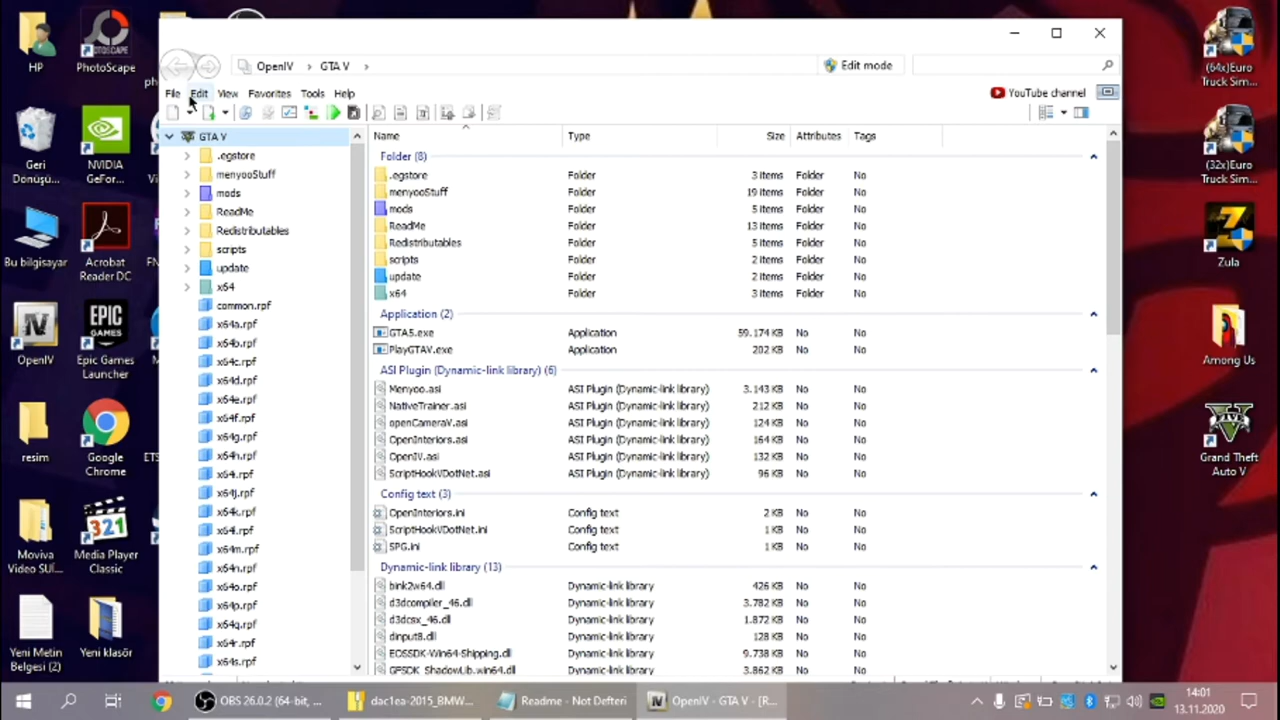 HP
PHOTOSCAPE
PhotoScape
ph
Geri
Dönüşü...
NVIDIA
GeFor...
Vi
Bu bilgisayar
Acrobat
Reader DC
FN
OpenIV
EPIC
GAMES
Epic Games
Launcher
resim
Google
Chrome
ETS
321
Moviva
Video SUİ...
Media Player
Classic
Yeni Metin
Belgesi (2)
Yeni klasör
OpenIV › GTA V ›
Edit mode
File Edit View Favorites Tools Help
YouTube channel
GTA V
.egstore
menyooStuff
mods
ReadMe
Redistributables
scripts
update
x64
common.rpf
x64a.rpf
x64b.rpf
x64c.rpf
x64d.rpf
x64e.rpf
x64f.rpf
x64g.rpf
x64h.rpf
x64i.rpf
x64j.rpf
x64k.rpf
x64l.rpf
x64m.rpf
x64n.rpf
x64o.rpf
x64p.rpf
x64q.rpf
x64r.rpf
x64s.rpf
Name Type Size Attributes Tags
Folder (8)
.egstore Folder 3 items Folder No
menyooStuff Folder 19 items Folder No
mods Folder 5 items Folder No
ReadMe Folder 13 items Folder No
Redistributables Folder 5 items Folder No
scripts Folder 2 items Folder No
update Folder 2 items Folder No
x64 Folder 3 items Folder No
Application (2)
GTA5.exe Application 59.174 KB No No
PlayGTAV.exe Application 202 KB No No
ASI Plugin (Dynamic-link library) (6)
Menyoo.asi ASI Plugin (Dynamic-link library) 3.143 KB No No
NativeTrainer.asi ASI Plugin (Dynamic-link library) 212 KB No No
openCameraV.asi ASI Plugin (Dynamic-link library) 124 KB No No
OpenInteriors.asi ASI Plugin (Dynamic-link library) 164 KB No No
OpenIV.asi ASI Plugin (Dynamic-link library) 132 KB No No
ScriptHookVDotNet.asi ASI Plugin (Dynamic-link library) 96 KB No No
Config text (3)
OpenInteriors.ini Config text 2 KB No No
ScriptHookVDotNet.ini Config text 1 KB No No
SPG.ini Config text 1 KB No No
Dynamic-link library (13)
bink2w64.dll Dynamic-link library 426 KB No No
d3dcompiler_46.dll Dynamic-link library 3.782 KB No No
d3dcsx_46.dll Dynamic-link library 1.872 KB No No
dinput8.dll Dynamic-link library 128 KB No No
EOSSDK-Win64-Shipping.dll Dynamic-link library 9.738 KB No No
GFSDK_ShadowLib.win64.dll Dynamic-link library 3.862 KB No No
(64x)Euro
Truck Sim...
(32x)Euro
Truck Sim...
Zula
Among Us
Grand Theft
Auto V
OBS 26.0.2 (64-bit, ...
dac1ea-2015_BMW...
Readme - Not Defteri
OpenIV - GTA V - [R...
14:01
13.11.2020